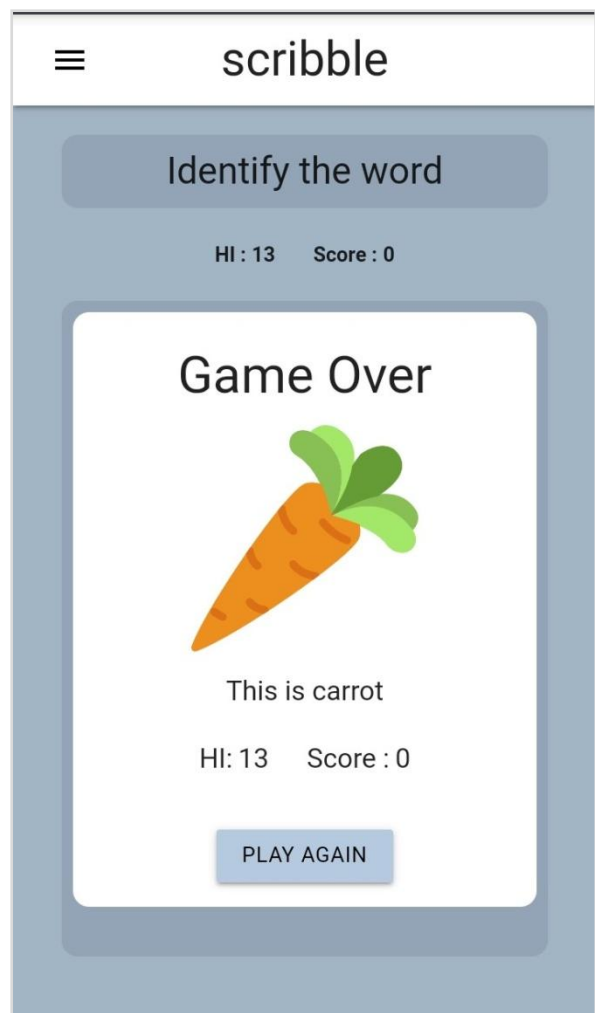 scribble
Identify the word
HI : 13 Score : 0
Game Over
This is carrot
HI: 13 Score : 0
PLAY AGAIN